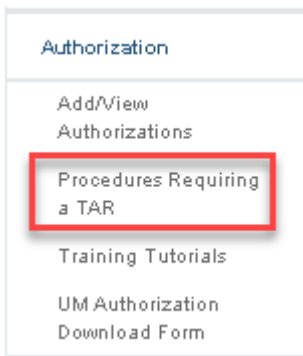 Authorization
Add/View
Authorizations
Procedures Requiring
a TAR
Training Tutorials
UM Authorization
Download Form